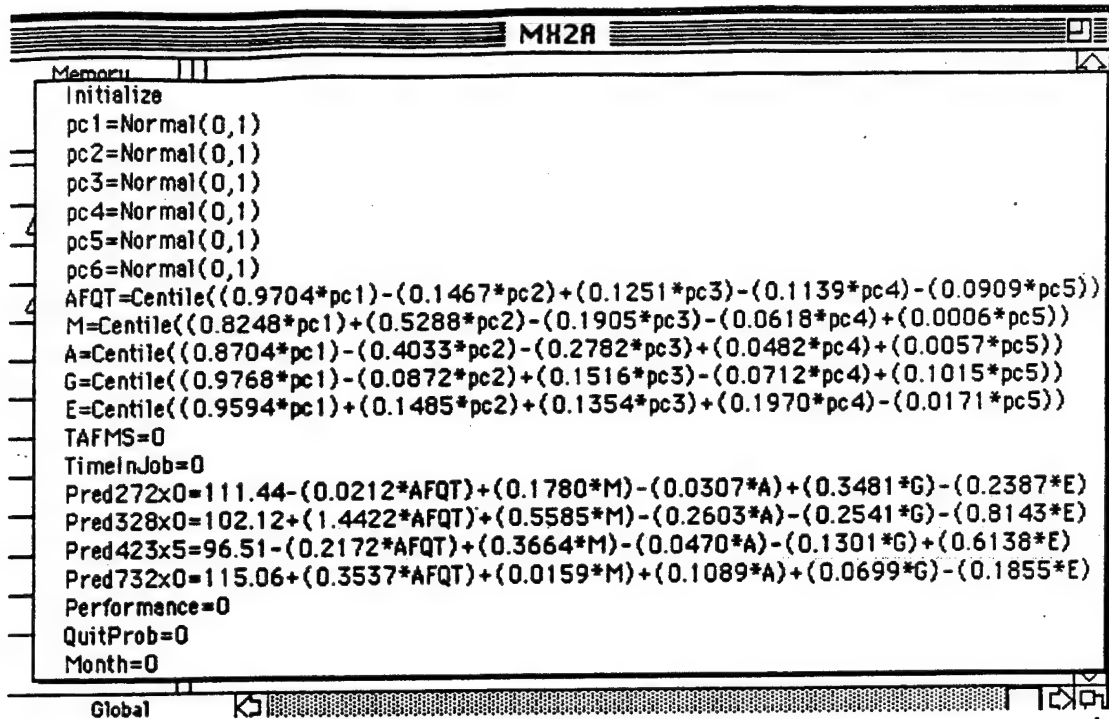 MX2A
Memory
Initialize
pc1=Normal(0,1)
pc2=Normal(0,1)
pc3=Normal(0,1)
pc4=Normal(0,1)
pc5=Normal(0,1)
pc6=Normal(0,1)
AFQT=Centile((0.9704*pc1)-(0.1467*pc2)+(0.1251*pc3)-(0.1139*pc4)-(0.0909*pc5))
M=Centile((0.8248*pc1)+(0.5288*pc2)-(0.1905*pc3)-(0.0618*pc4)+(0.0006*pc5))
A=Centile((0.8704*pc1)-(0.4033*pc2)-(0.2782*pc3)+(0.0482*pc4)+(0.0057*pc5))
G=Centile((0.9768*pc1)-(0.0872*pc2)+(0.1516*pc3)-(0.0712*pc4)+(0.1015*pc5))
E=Centile((0.9594*pc1)+(0.1485*pc2)+(0.1354*pc3)+(0.1970*pc4)-(0.0171*pc5))
TAFMS=0
TimeInJob=0
Pred272x0=111.44-(0.0212*AFQT)+(0.1780*M)-(0.0307*A)+(0.3481*G)-(0.2387*E)
Pred328x0=102.12+(1.4422*AFQT)+(0.5585*M)-(0.2603*A)-(0.2541*G)-(0.8143*E)
Pred423x5=96.51-(0.2172*AFQT)+(0.3664*M)-(0.0470*A)-(0.1301*G)+(0.6138*E)
Pred732x0=115.06+(0.3537*AFQT)+(0.0159*M)+(0.1089*A)+(0.0699*G)-(0.1855*E)
Performance=0
QuitProb=0
Month=0
Global